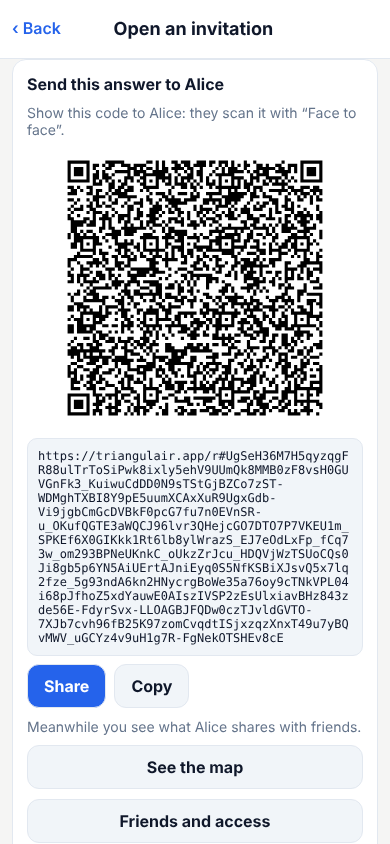 ‹ Back
Open an invitation
Send this answer to Alice
Show this code to Alice: they scan it with “Face to
face”.
https://triangulair.app/r#UgSeH36M7H5qyzqgF
R88ulTrToSiPwk8ixly5ehV9UUmQk8MMB0zF8vsH0GU
VGnFk3_KuiwuCdDD0N9sTStGjBZCo7zST-
WDMghTXBI8Y9pE5uumXCAxXuR9UgxGdb-
Vi9jgbCmGcDVBkF0pcG7fu7n0EVnSR-
u_OKufQGTE3aWQCJ96lvr3QHejcGO7DTO7P7VKEU1m_
SPKEf6X0GIKkk1Rt6lb8ylWrazS_EJ7eOdLxFp_fCq7
3w_om293BPNeUKnkC_oUkzZrJcu_HDQVjWzTSUoCQs0
Ji8gb5p6YN5AiUErtAJniEyq0S5NfKSBiXJsvQ5x7lq
2fze_5g93ndA6kn2HNycrgBoWe35a76oy9cTNkVPL04
i68pJfhoZ5xdYauwE0AIszIVSP2zEsUlxiavBHz843z
de56E-FdyrSvx-LLOAGBJFQDw0czTJvldGVTO-
7XJb7cvh96fB25K97zomCvqdtISjxzqzXnxT49u7yBQ
vMWV_uGCYz4v9uH1g7R-FgNekOTSHEv8cE
Share
Copy
Meanwhile you see what Alice shares with friends.
See the map
Friends and access